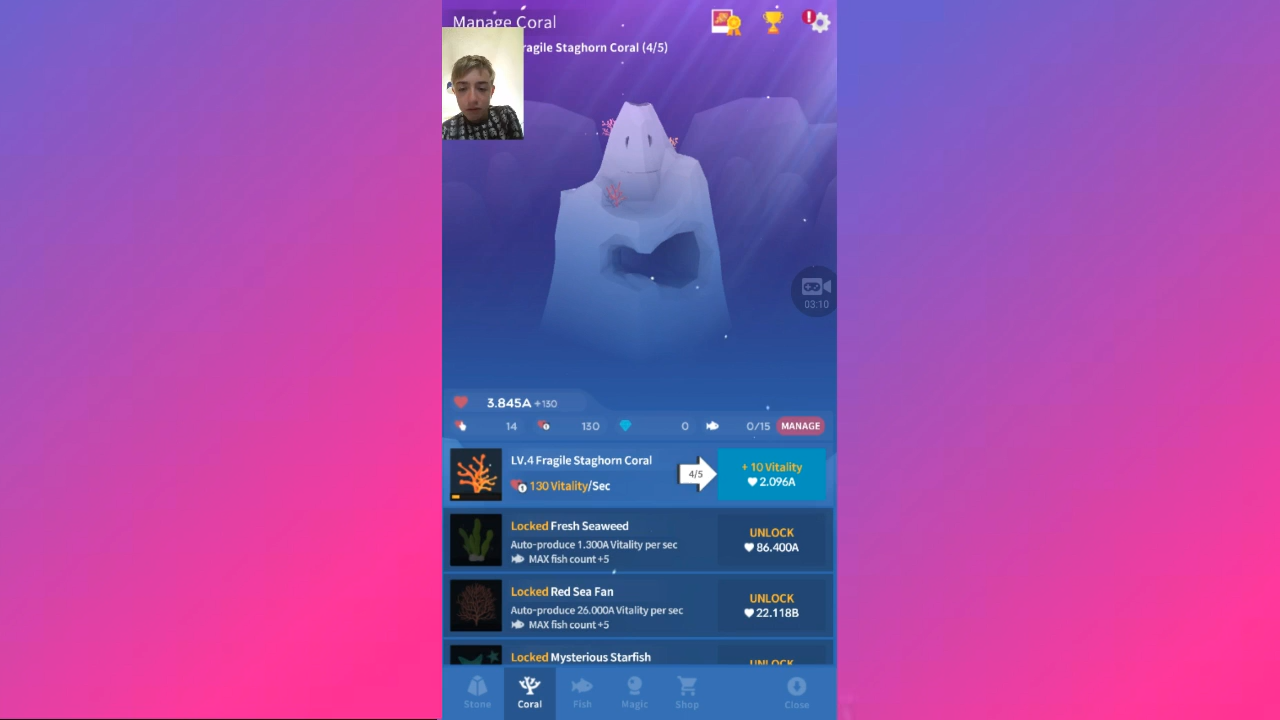 Manage Coral
ragile Staghorn Coral (4/5)
03:10
3.845A +130
14 130 0 0/15 MANAGE
LV.4 Fragile Staghorn Coral
130 Vitality/Sec
4/5
+ 10 Vitality
2.096A
Locked Fresh Seaweed
Auto-produce 1.300A Vitality per sec
MAX fish count +5
UNLOCK
86.400A
Locked Red Sea Fan
Auto-produce 26.000A Vitality per sec
MAX fish count +5
UNLOCK
22.118B
Locked Mysterious Starfish
UNLOCK
Stone Coral Fish Magic Shop Close